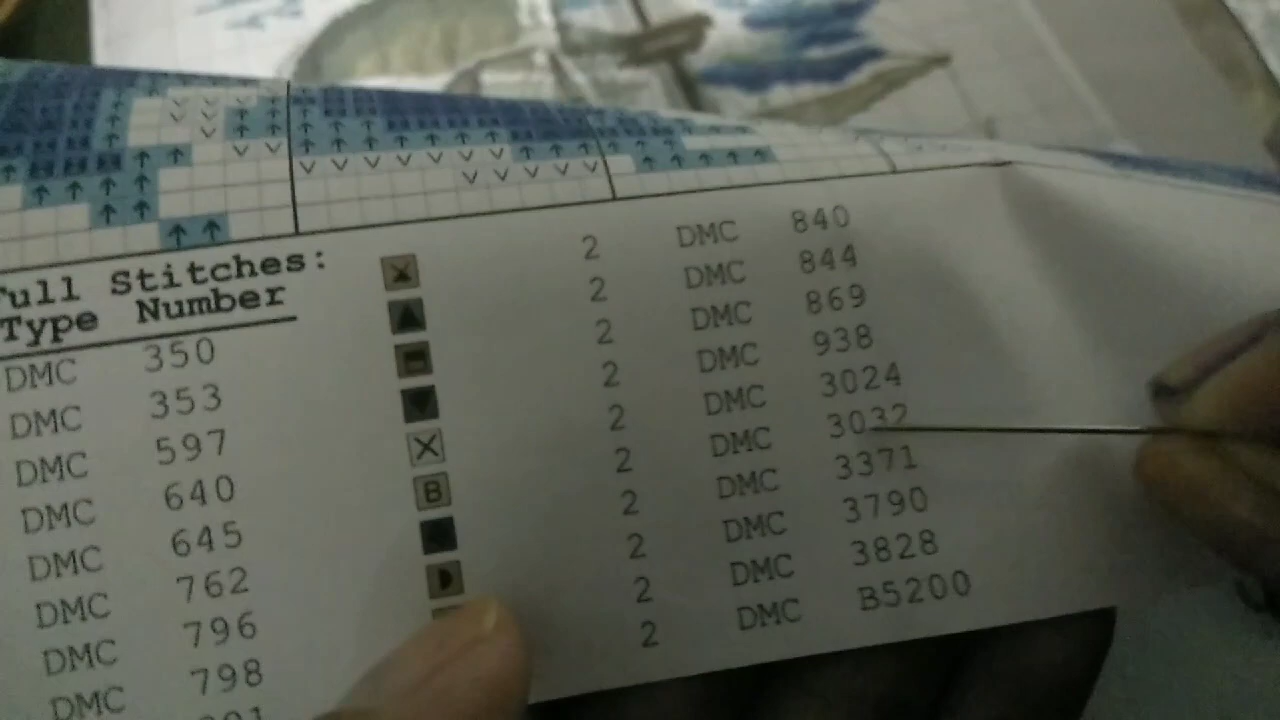 Full Stitches:
Type Number
DMC 350
DMC 353
DMC 597
DMC 640
DMC 645
DMC 762
DMC 796
DMC 798
2 DMC 840
2 DMC 844
2 DMC 869
2 DMC 938
2 DMC 3024
B 2 DMC 3032
2 DMC 3371
2 DMC 3790
2 DMC 3828
2 DMC B5200